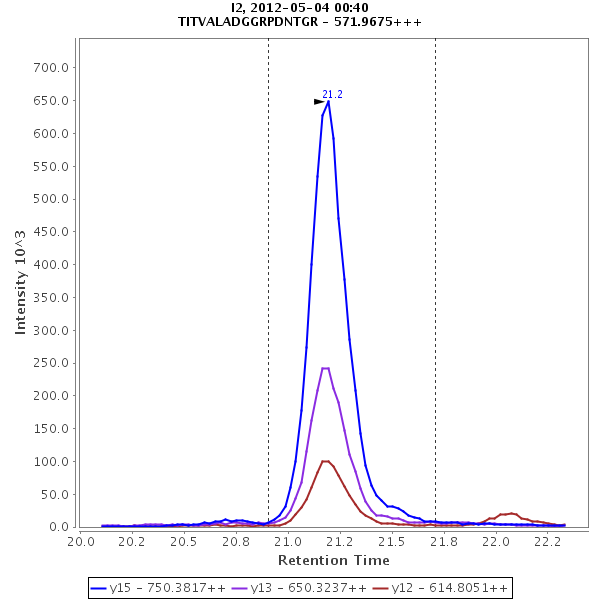 I2, 2012-05-04 00:40
TITVALADGGRPDNTGR - 571.9675+++
Intensity 10^3
700.0
650.0
600.0
550.0
500.0
450.0
400.0
350.0
300.0
250.0
200.0
150.0
100.0
50.0
0.0
21.2
20.0 20.2 20.5 20.8 21.0 21.2 21.5 21.8 22.0 22.2
Retention Time
y15 - 750.3817++ y13 - 650.3237++ y12 - 614.8051++